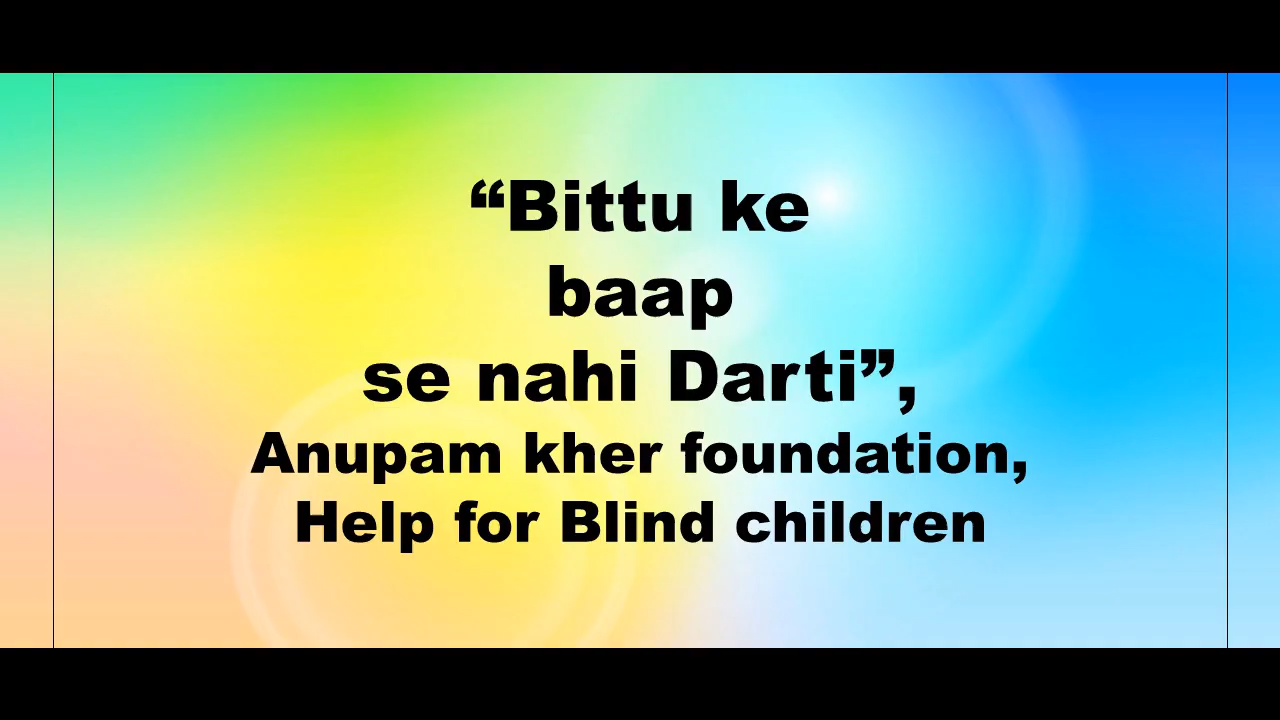 “Bittu ke
baap
se nahi Darti”,
Anupam kher foundation,
Help for Blind children